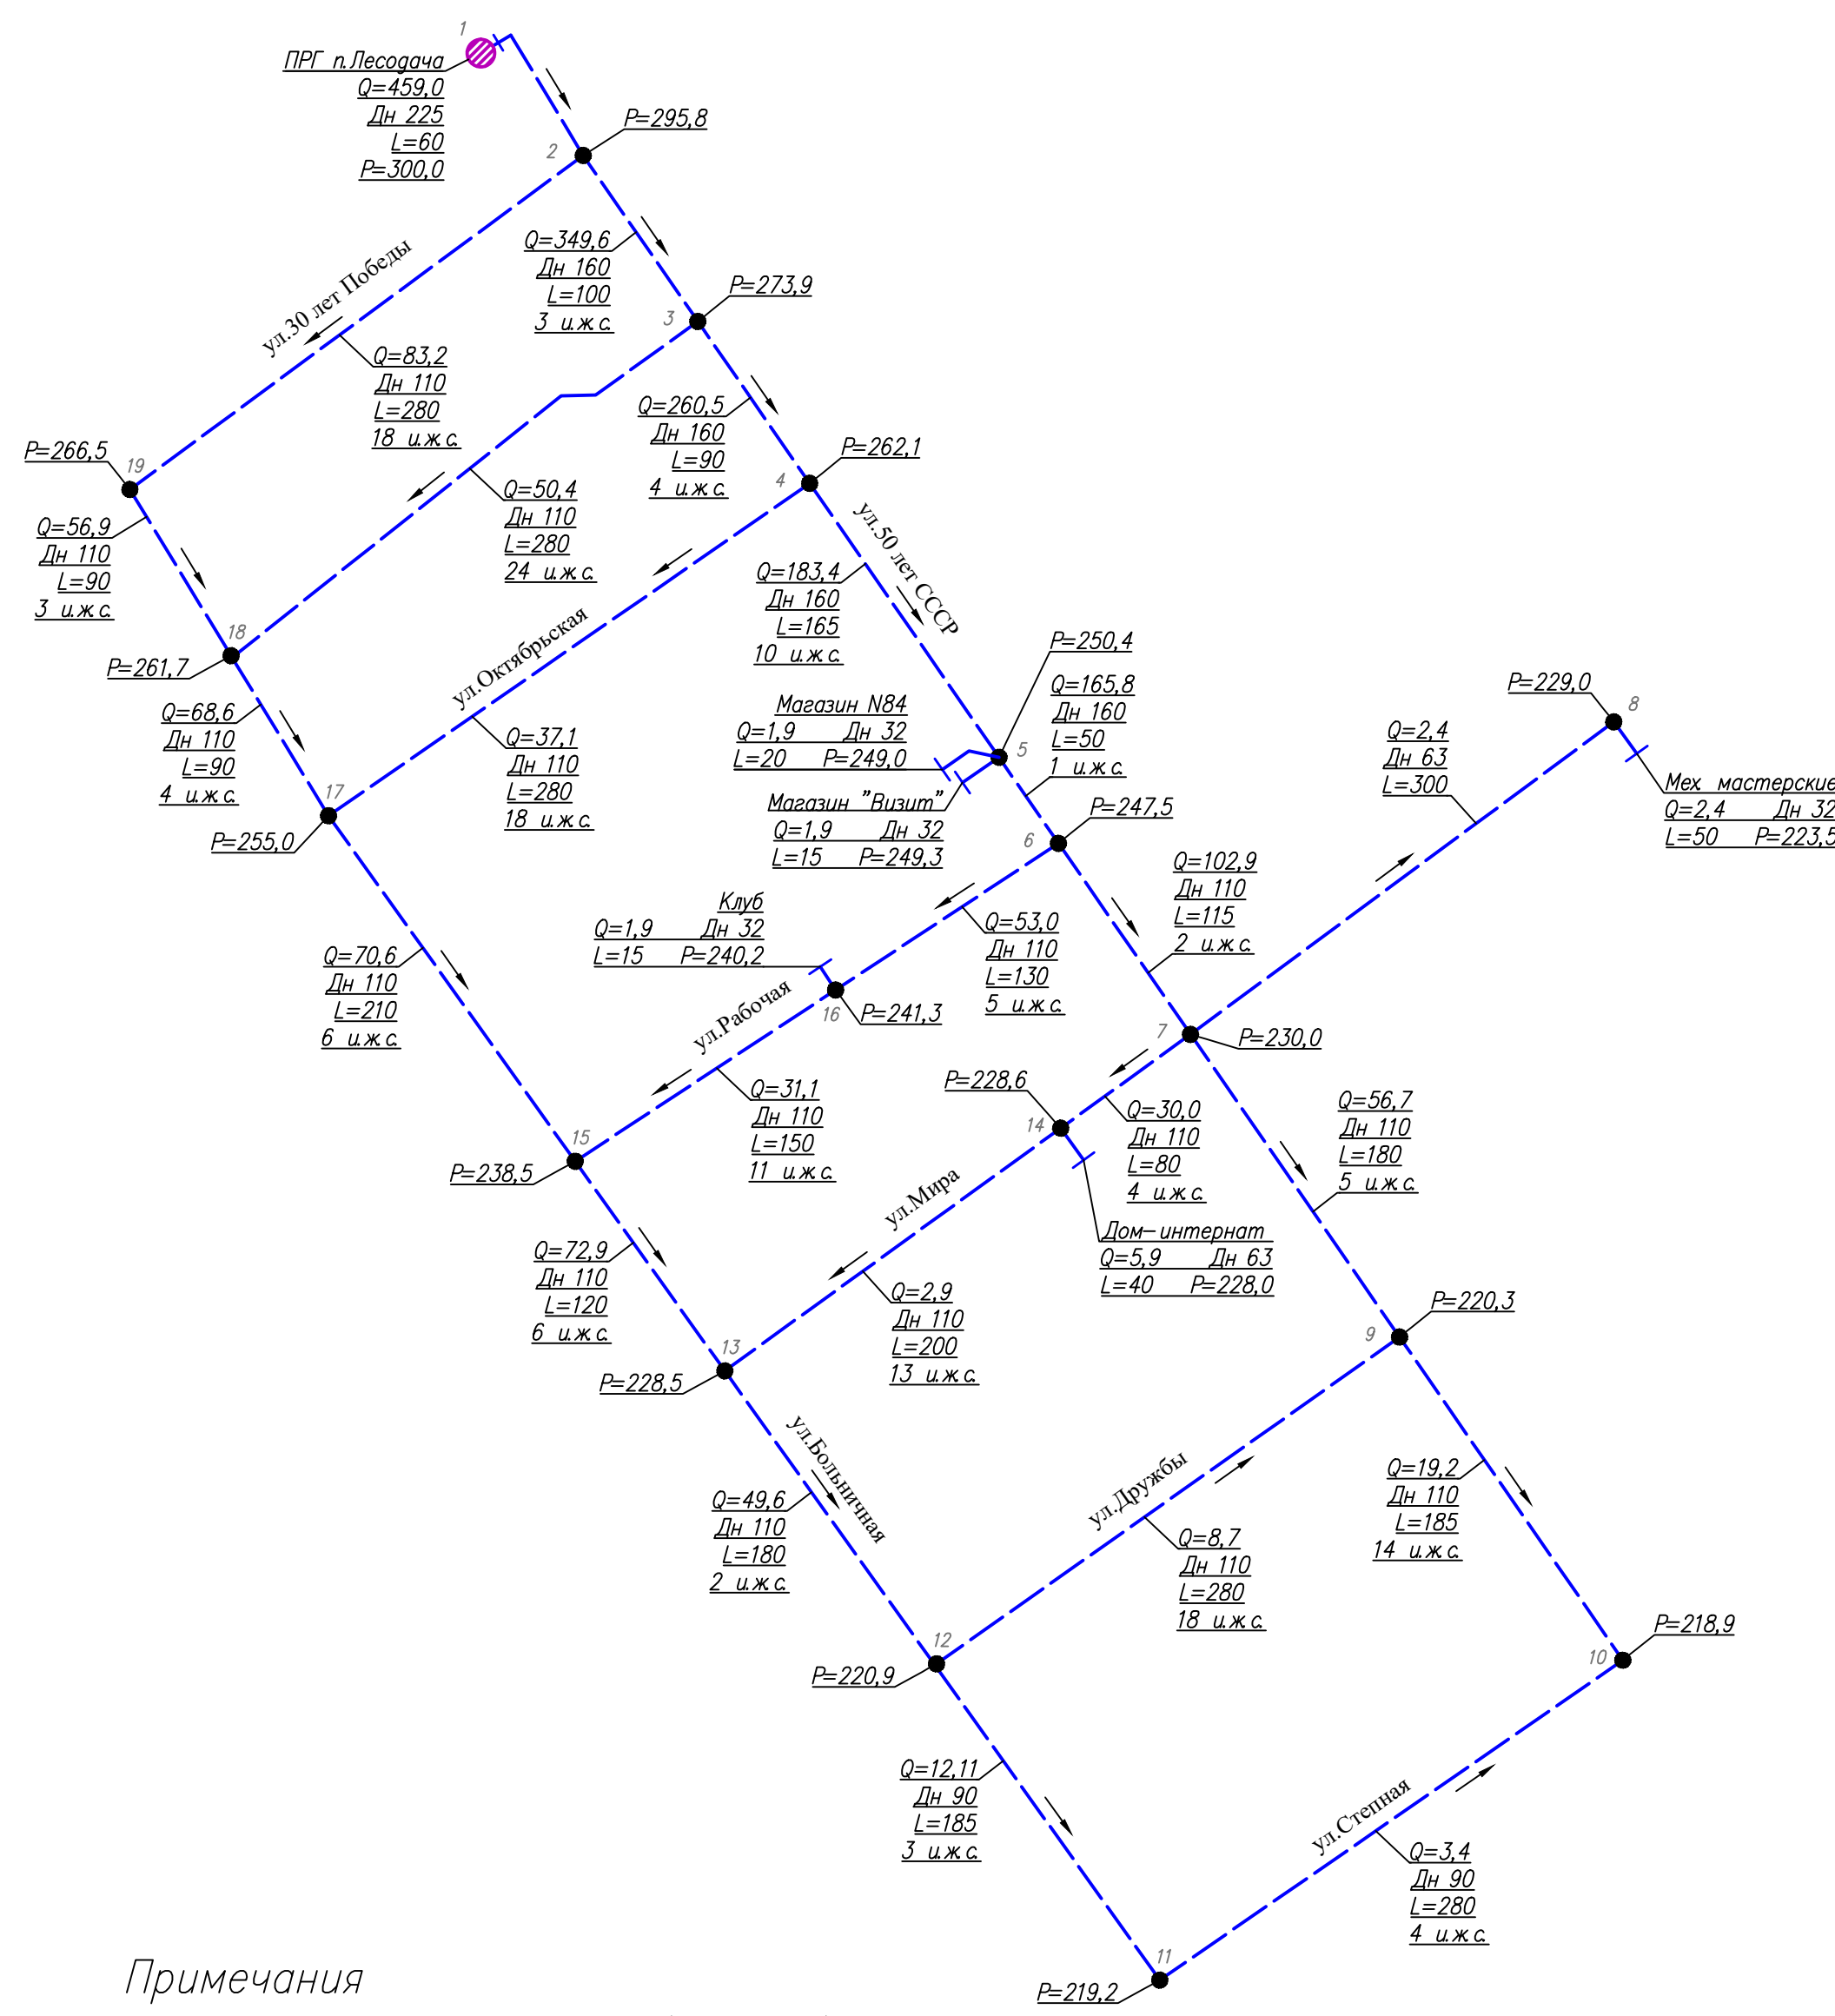 1
ПРГ п.Лесодача
Q=459,0
Дн 225
L=60
P=300,0
P=295,8
2
Q=349,6
Дн 160
L=100
3 и.ж.с.
ул.30 лет Победы
Q=83,2
Дн 110
L=280
18 и.ж.с.
P=273,9
3
Q=260,5
Дн 160
L=90
4 и.ж.с.
P=266,5
19
Q=56,9
Дн 110
L=90
3 и.ж.с.
Q=50,4
Дн 110
L=280
24 и.ж.с.
P=262,1
4
ул.50 лет СССР
Q=183,4
Дн 160
L=165
10 и.ж.с.
18
P=261,7
Q=68,6
Дн 110
L=90
4 и.ж.с.
ул.Октябрьская
Q=37,1
Дн 110
L=280
18 и.ж.с.
17
P=255,0
P=250,4
5
Q=165,8
Дн 160
L=50
1 и.ж.с.
Магазин N84
Q=1,9 Дн 32
L=20 P=249,0
Магазин "Визит"
Q=1,9 Дн 32
L=15 P=249,3
P=247,5
6
P=229,0
8
Q=2,4
Дн 63
L=300
Мех. мастерские
Q=2,4 Дн 32
L=50 P=223,5
Q=102,9
Дн 110
L=115
2 и.ж.с.
Клуб
Q=1,9 Дн 32
L=15 P=240,2
Q=53,0
Дн 110
L=130
5 и.ж.с.
Q=70,6
Дн 110
L=210
6 и.ж.с.
ул.Рабочая
16
P=241,3
7
P=230,0
Q=31,1
Дн 110
L=150
11 и.ж.с.
P=228,6
14
Q=30,0
Дн 110
L=80
4 и.ж.с.
Q=56,7
Дн 110
L=180
5 и.ж.с.
15
P=238,5
ул.Мира
Дом-интернат
Q=5,9 Дн 63
L=40 P=228,0
Q=72,9
Дн 110
L=120
6 и.ж.с.
Q=2,9
Дн 110
L=200
13 и.ж.с.
P=220,3
9
13
P=228,5
ул.Больничная
Q=49,6
Дн 110
L=180
2 и.ж.с.
ул.Дружбы
Q=8,7
Дн 110
L=280
18 и.ж.с.
Q=19,2
Дн 110
L=185
14 и.ж.с.
12
P=220,9
P=218,9
10
Q=12,11
Дн 90
L=185
3 и.ж.с.
ул.Степная
Q=3,4
Дн 90
L=280
4 и.ж.с.
11
P=219,2
Примечания